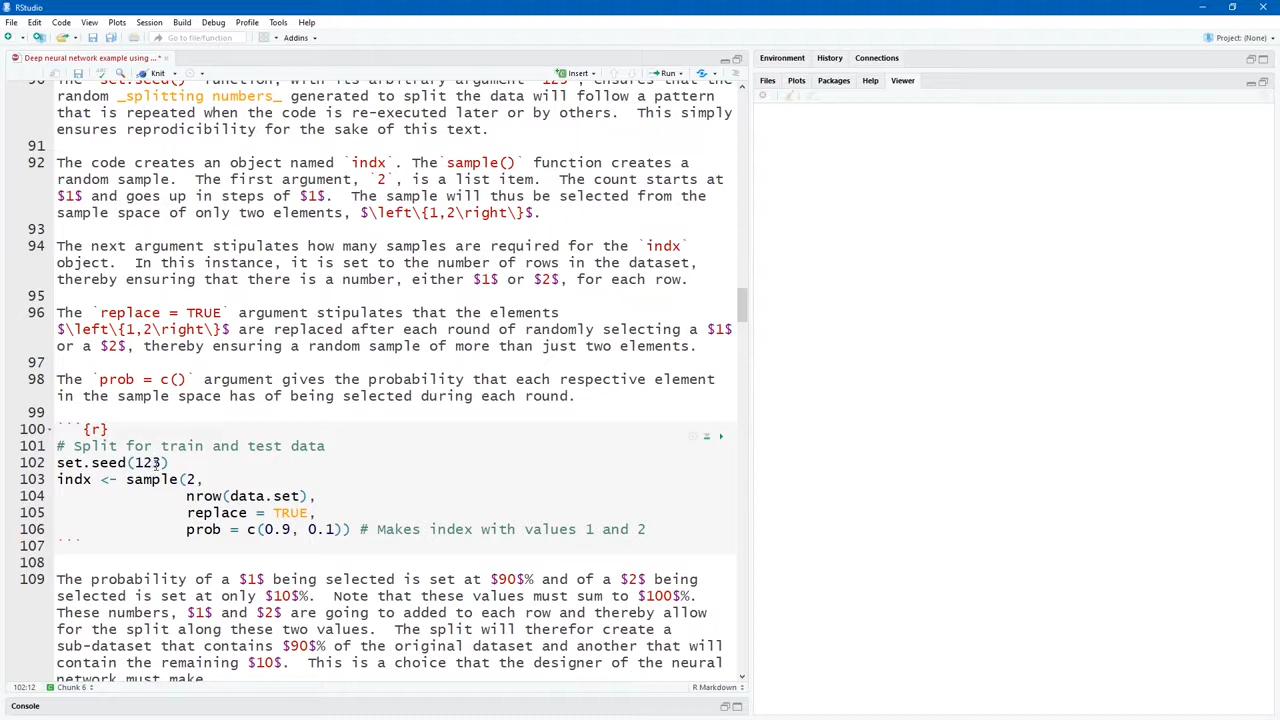 RStudio
File Edit Code View Plots Session Build Debug Profile Tools Help
Go to file/function Addins Project: (None)
Deep neural network example using ...*
Knit Insert Run
random _splitting numbers_ generated to split the data will follow a pattern
that is repeated when the code is re-executed later or by others. This simply
ensures reprodicibility for the sake of this text.
91
92 The code creates an object named `indx`. The`sample()` function creates a
random sample. The first argument, `2`, is a list item. The count starts at
$1$ and goes up in steps of $1$. The sample will thus be selected from the
sample space of only two elements, $\left\{1,2\right\}$.
93
94 The next argument stipulates how many samples are required for the `indx`
object. In this instance, it is set to the number of rows in the dataset,
thereby ensuring that there is a number, either $1$ or $2$, for each row.
95
96 The `replace = TRUE` argument stipulates that the elements
$\left\{1,2\right\}$ are replaced after each round of randomly selecting a $1$
or a $2$, thereby ensuring a random sample of more than just two elements.
97
98 The `prob = c()` argument gives the probability that each respective element
in the sample space has of being selected during each round.
99
100 ```{r}
101 # Split for train and test data
102 set.seed(123)
103 indx <- sample(2,
104 nrow(data.set),
105 replace = TRUE,
106 prob = c(0.9, 0.1)) # Makes index with values 1 and 2
107 ```
108
109 The probability of a $1$ being selected is set at $90$% and of a $2$ being
selected is set at only $10$%. Note that these values must sum to $100$%.
These numbers, $1$ and $2$ are going to added to each row and thereby allow
for the split along these two values. The split will therefor create a
sub-dataset that contains $90$% of the original dataset and another that will
contain the remaining $10$. This is a choice that the designer of the neural
network must make.
102:12 Chunk 6 R Markdown
Console
Environment History Connections
Files Plots Packages Help Viewer